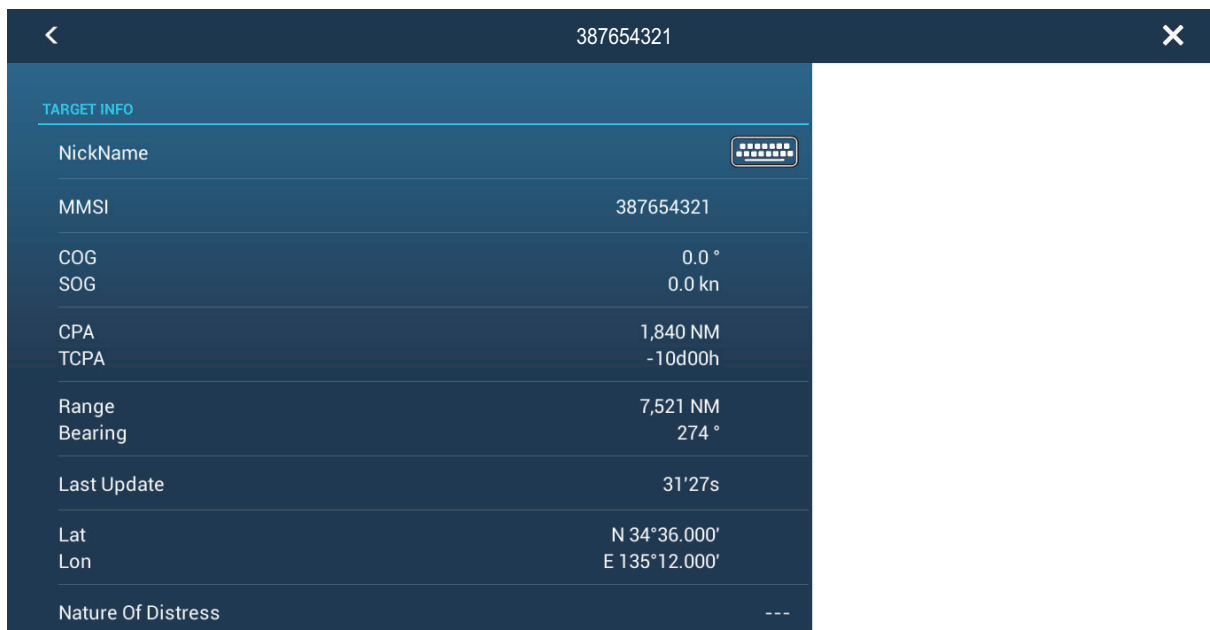 387654321
TARGET INFO
NickName
MMSI 387654321
COG 0.0 °
SOG 0.0 kn
CPA 1,840 NM
TCPA -10d00h
Range 7,521 NM
Bearing 274 °
Last Update 31'27s
Lat N 34°36.000'
Lon E 135°12.000'
Nature Of Distress ---